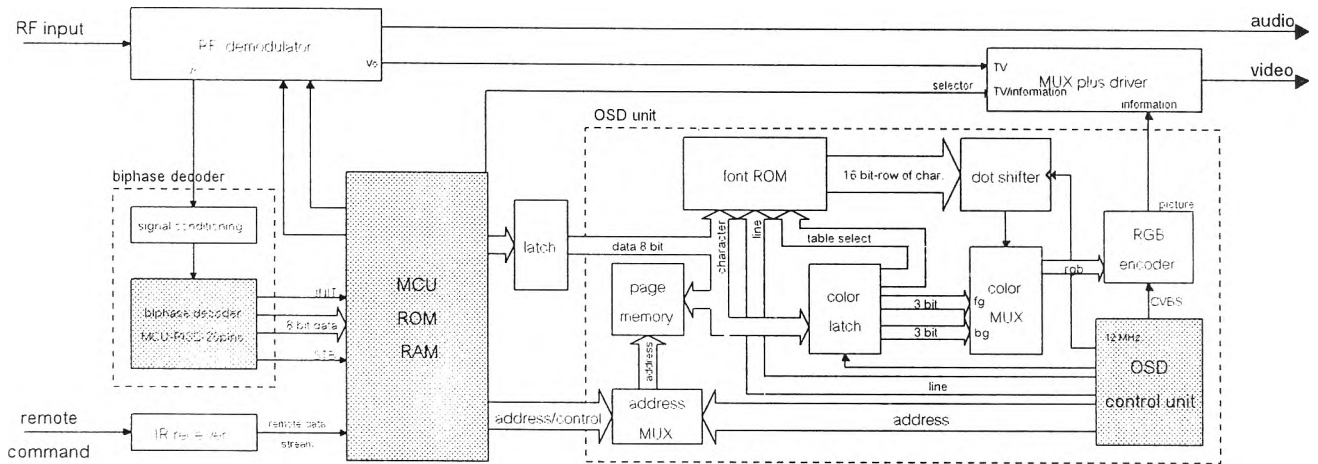 RF input
RF demodulator
Vo
audio
TV
video
MUX plus driver
selector
TV/information
information
OSD unit
biphase decoder
signal conditioning
biphase decoder
MCU-RISC-20pins
8 bit data
STB
MCU
ROM
RAM
latch
data 8 bit
font ROM
16 bit-row of char.
dot shifter
character
line
table select
page
memory
address
color
latch
3 bit
3 bit
fg
bg
color
MUX
rgb
picture
RGB
encoder
CVBS
12 MHz
OSD
control unit
line
address
address/control
address
MUX
remote
command
IR receiver
remote data
stream